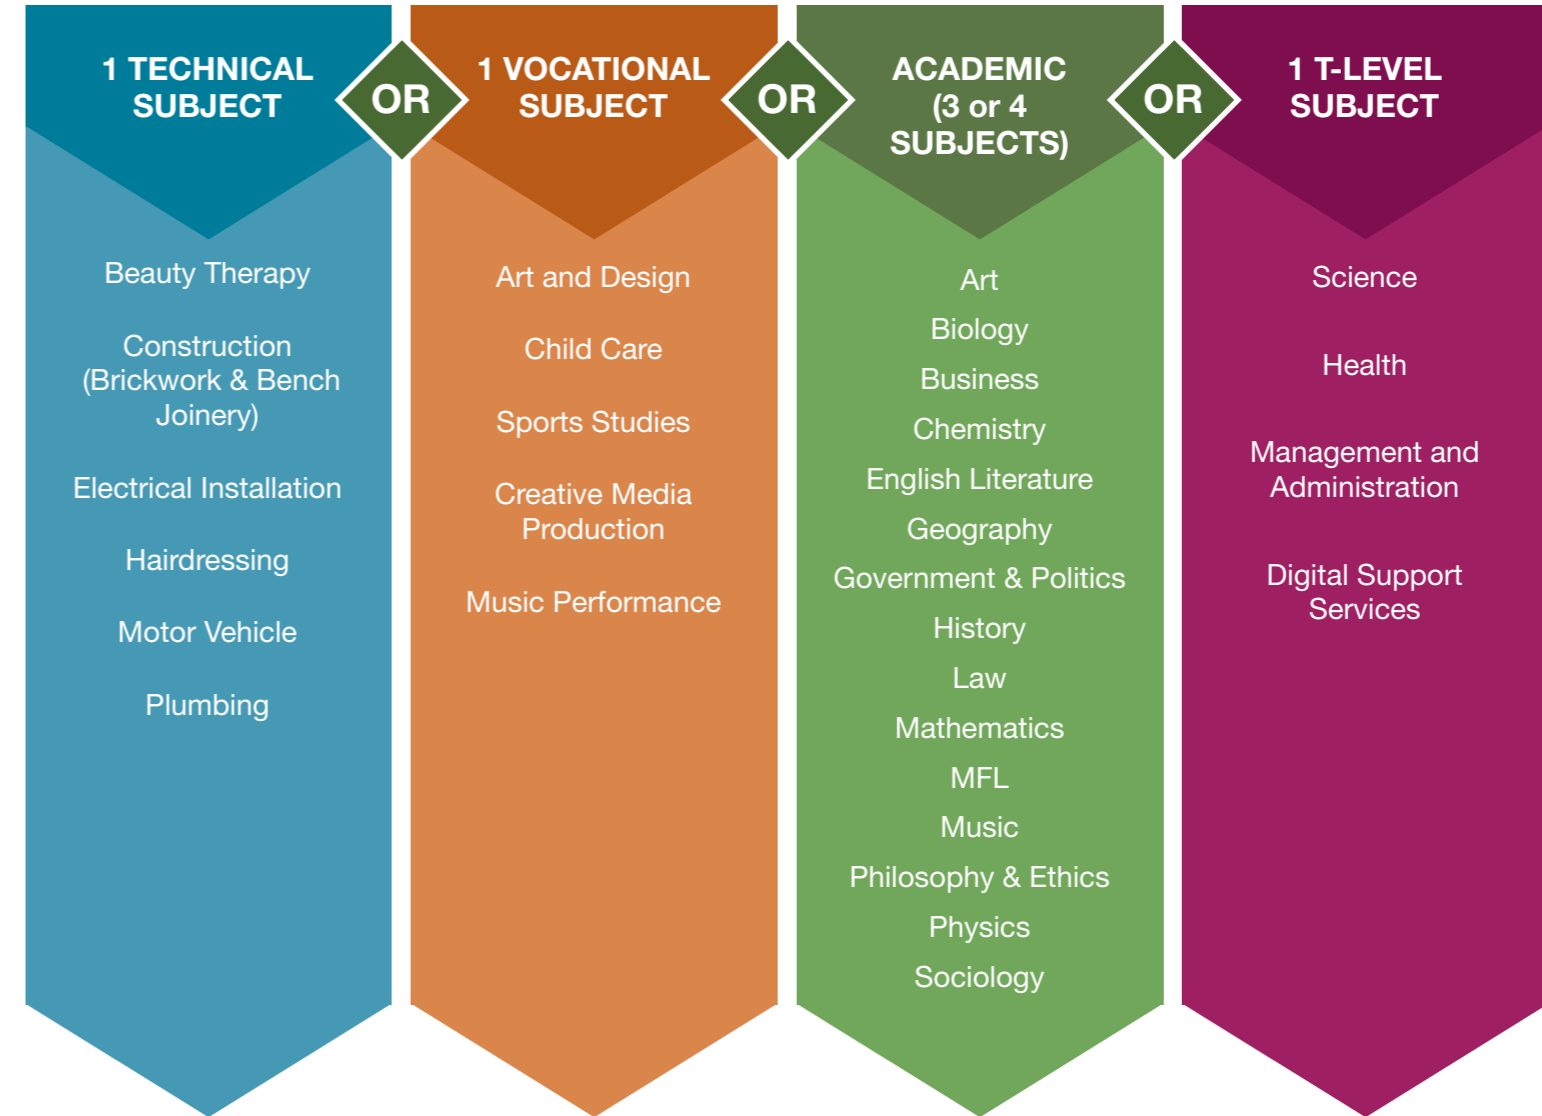 1 TECHNICAL
SUBJECT
OR
1 VOCATIONAL
SUBJECT
OR
ACADEMIC
(3 or 4
SUBJECTS)
OR
1 T-LEVEL
SUBJECT
Beauty Therapy
Construction
(Brickwork & Bench
Joinery)
Electrical Installation
Hairdressing
Motor Vehicle
Plumbing
Art and Design
Child Care
Sports Studies
Creative Media
Production
Music Performance
Art
Biology
Business
Chemistry
English Literature
Geography
Government & Politics
History
Law
Mathematics
MFL
Music
Philosophy & Ethics
Physics
Sociology
Science
Health
Management and
Administration
Digital Support
Services